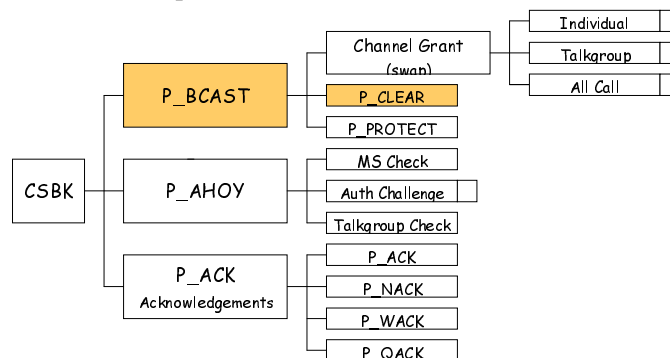 Individual
Channel Grant
(swap)
Talkgroup
All Call
P_BCAST
P_CLEAR
P_PROTECT
CSBK
P_AHOY
MS Check
Auth Challenge
Talkgroup Check
P_ACK
Acknowledgements
P_ACK
P_NACK
P_WACK
P_QACK